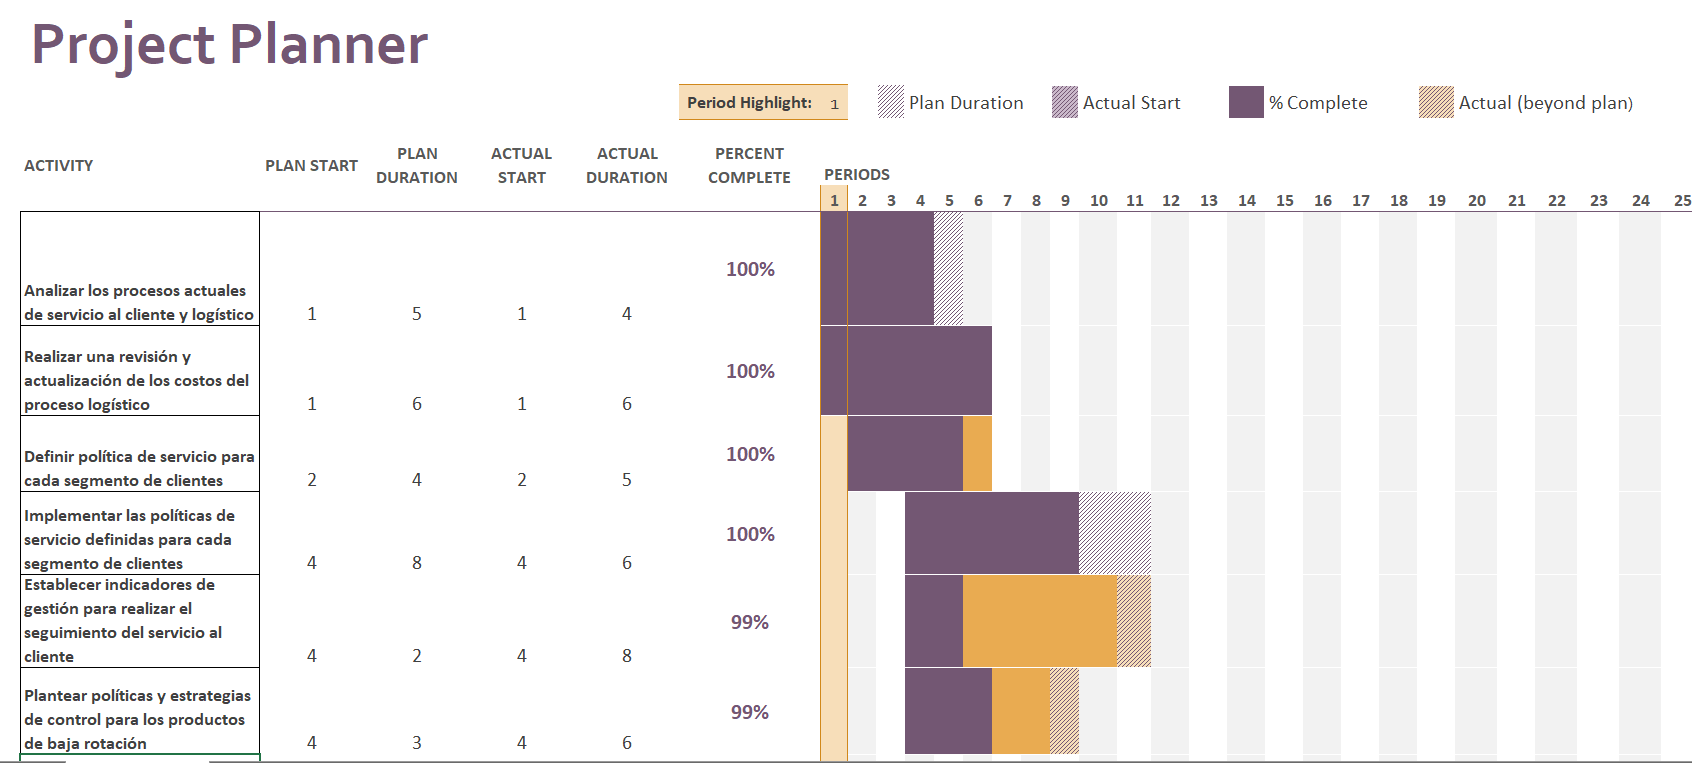 Project Planner
Period Highlight: 1
Plan Duration
Actual Start
% Complete
Actual (beyond plan)
ACTIVITY
PLAN START
PLAN
DURATION
ACTUAL
START
ACTUAL
DURATION
PERCENT
COMPLETE
PERIODS
1 2 3 4 5 6 7 8 9 10 11 12 13 14 15 16 17 18 19 20 21 22 23 24 25
Analizar los procesos actuales
de servicio al cliente y logístico
1 5 1 4
100%
Realizar una revisión y
actualización de los costos del
proceso logístico
1 6 1 6
100%
Definir política de servicio para
cada segmento de clientes
2 4 2 5
100%
Implementar las políticas de
servicio definidas para cada
segmento de clientes
4 8 4 6
100%
Establecer indicadores de
gestión para realizar el
seguimiento del servicio al
cliente
4 2 4 8
99%
Plantear políticas y estrategias
de control para los productos
de baja rotación
4 3 4 6
99%